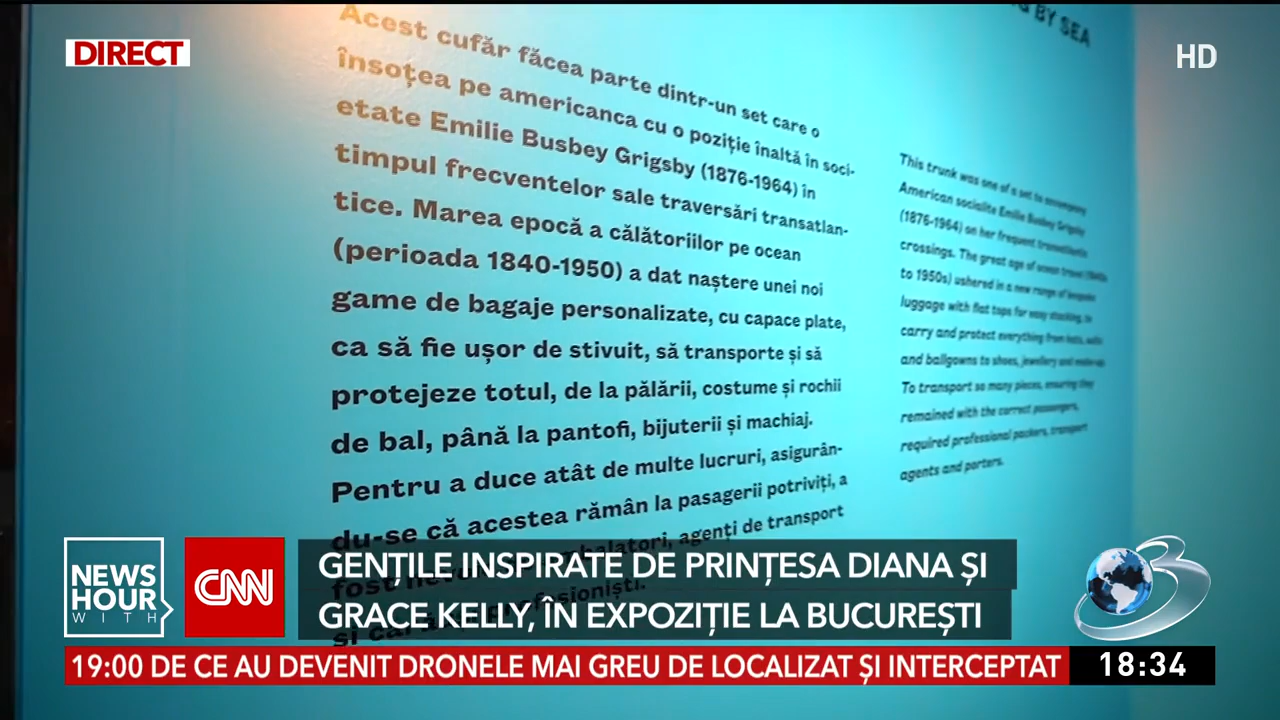 DIRECT
HD
BY SEA
Acest cufăr făcea parte dintr-un set care o
însoțea pe americanca cu o poziție înaltă în soci-
etate Emilie Busbey Grigsby (1876-1964) în
timpul frecventelor sale traversări transatlan-
tice. Marea epocă a călătoriilor pe ocean
(perioada 1840-1950) a dat naștere unei noi
game de bagaje personalizate, cu capace plate,
ca să fie ușor de stivuit, să transporte și să
protejeze totul, de la pălării, costume și rochii
de bal, până la pantofi, bijuterii și machiaj.
Pentru a duce atât de multe lucruri, asigurân-
du-se că acestea rămân la pasagerii potriviți, a
fost agenți de transport
This trunk was one of a set to accompany
American socialite Emilie Busby Grigsby
(1876-1964) on her frequent transatlantic
crossings. The great age of ocean travel
to 1950s) ushered in a new range of bespoke
luggage with flat tops for easy stacking, to
carry and protect everything from hats, suits
and ballgowns to shoes, jewellery and make-up.
To transport so many pieces, ensuring they
remained with the correct passengers,
required professional packers, transport
agents and porters.
NEWS
HOUR
WITH
CNN
GENȚILE INSPIRATE DE PRINȚESA DIANA ȘI
GRACE KELLY, ÎN EXPOZIȚIE LA BUCUREȘTI
3
19:00 DE CE AU DEVENIT DRONELE MAI GREU DE LOCALIZAT ȘI INTERCEPTAT
18:34